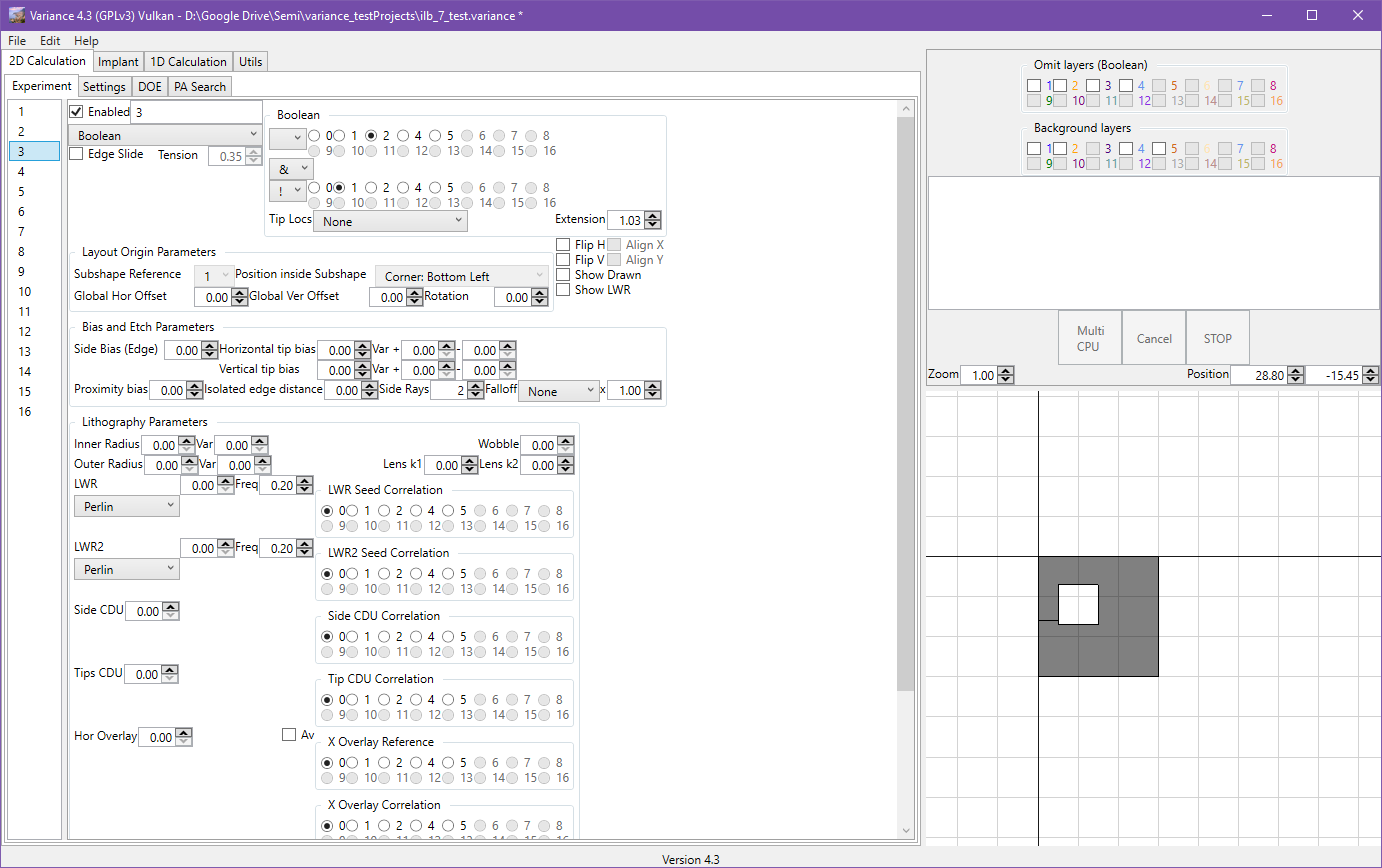 Variance 4.3 (GPLv3) Vulkan - D:\Google Drive\Semi\variance_testProjects\ilb_7_test.variance *
File Edit Help
2D Calculation Implant 1D Calculation Utils
Experiment Settings DOE PA Search
1
2
3
4
5
6
7
8
9
10
11
12
13
14
15
16
Enabled 3
Boolean
Edge Slide Tension 0.35
Boolean
0 1 2 4 5 6 7 8
9 10 11 12 13 14 15 16
&
! 0 1 2 4 5 6 7 8
9 10 11 12 13 14 15 16
Tip Locs None Extension 1.03
Layout Origin Parameters
Subshape Reference 1 Position inside Subshape Corner: Bottom Left
Global Hor Offset 0.00 Global Ver Offset 0.00 Rotation 0.00
Flip H Align X
Flip V Align Y
Show Drawn
Show LWR
Bias and Etch Parameters
Side Bias (Edge) 0.00 Horizontal tip bias 0.00 Var + 0.00 - 0.00
Vertical tip bias 0.00 Var + 0.00 - 0.00
Proximity bias 0.00 Isolated edge distance 0.00 Side Rays 2 Falloff None x 1.00
Lithography Parameters
Inner Radius 0.00 Var 0.00 Wobble 0.00
Outer Radius 0.00 Var 0.00 Lens k1 0.00 Lens k2 0.00
LWR 0.00 Freq 0.20
Perlin
LWR Seed Correlation
0 1 2 4 5 6 7 8
9 10 11 12 13 14 15 16
LWR2 0.00 Freq 0.20
Perlin
LWR2 Seed Correlation
0 1 2 4 5 6 7 8
9 10 11 12 13 14 15 16
Side CDU 0.00
Side CDU Correlation
0 1 2 4 5 6 7 8
9 10 11 12 13 14 15 16
Tips CDU 0.00
Tip CDU Correlation
0 1 2 4 5 6 7 8
9 10 11 12 13 14 15 16
Hor Overlay 0.00 Av
X Overlay Reference
0 1 2 4 5 6 7 8
9 10 11 12 13 14 15 16
X Overlay Correlation
0 1 2 4 5 6 7 8
Omit layers (Boolean)
1 2 3 4 5 6 7 8
9 10 11 12 13 14 15 16
Background layers
1 2 3 4 5 6 7 8
9 10 11 12 13 14 15 16
Multi CPU
Cancel
STOP
Zoom 1.00 Position 28.80 -15.45
Version 4.3